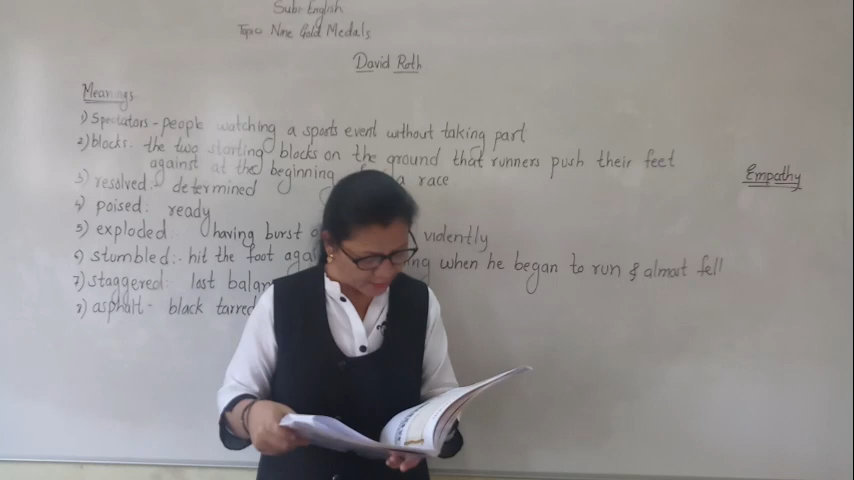 Sub: English
Topic: Nine Gold Medals
David Roth
Meanings
1) Spectators - people watching a sports event without taking part
2) blocks: the two starting blocks on the ground that runners push their feet
against at the beginning a race
3) resolved:- determined
4) poised: ready
5) exploded: having burst violently
6) stumbled:- hit the foot when he began to run & almost fell
7) staggered: lost
8) asphalt - black tarred
Empathy